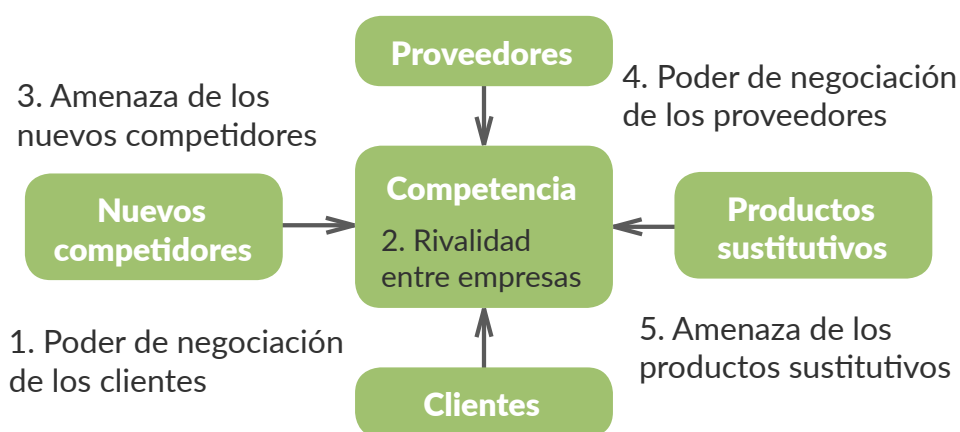 Proveedores
3. Amenaza de los
nuevos competidores
4. Poder de negociación
de los proveedores
Nuevos
competidores
Competencia
2. Rivalidad
entre empresas
Productos
sustitutivos
1. Poder de negociación
de los clientes
5. Amenaza de los
productos sustitutivos
Clientes